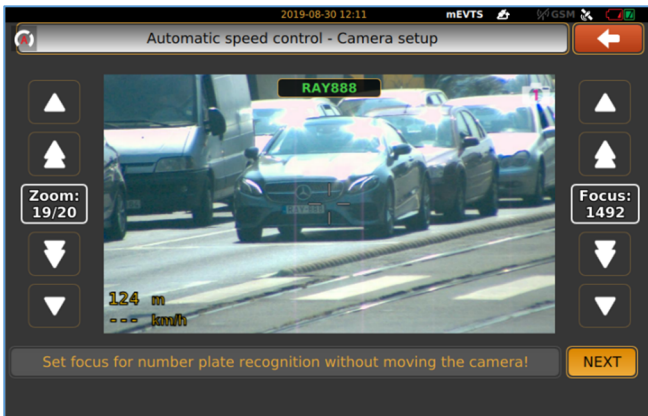 2019-08-30 12:11
mEVTS
GSM
Automatic speed control - Camera setup
RAY888
T
Zoom:
19/20
Focus:
1492
124 m
--- km/h
Set focus for number plate recognition without moving the camera!
NEXT